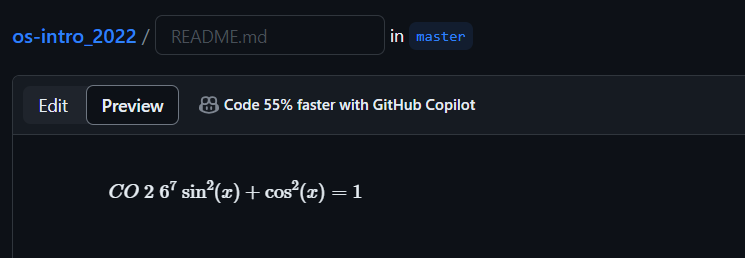 os-intro_2022 / README.md in master
Edit Preview Code 55% faster with GitHub Copilot
CO 2 6⁷ sin²(x) + cos²(x) = 1